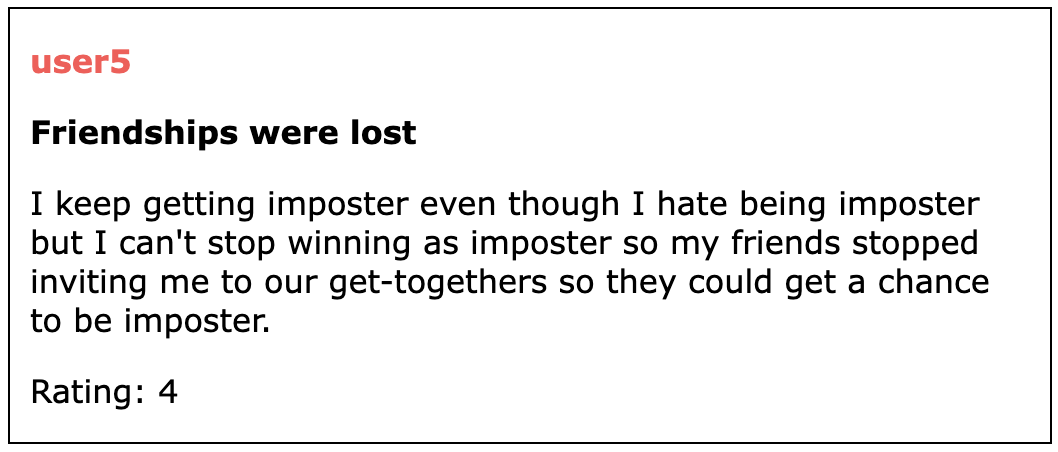 user5
Friendships were lost
I keep getting imposter even though I hate being imposter
but I can't stop winning as imposter so my friends stopped
inviting me to our get-togethers so they could get a chance
to be imposter.
Rating: 4